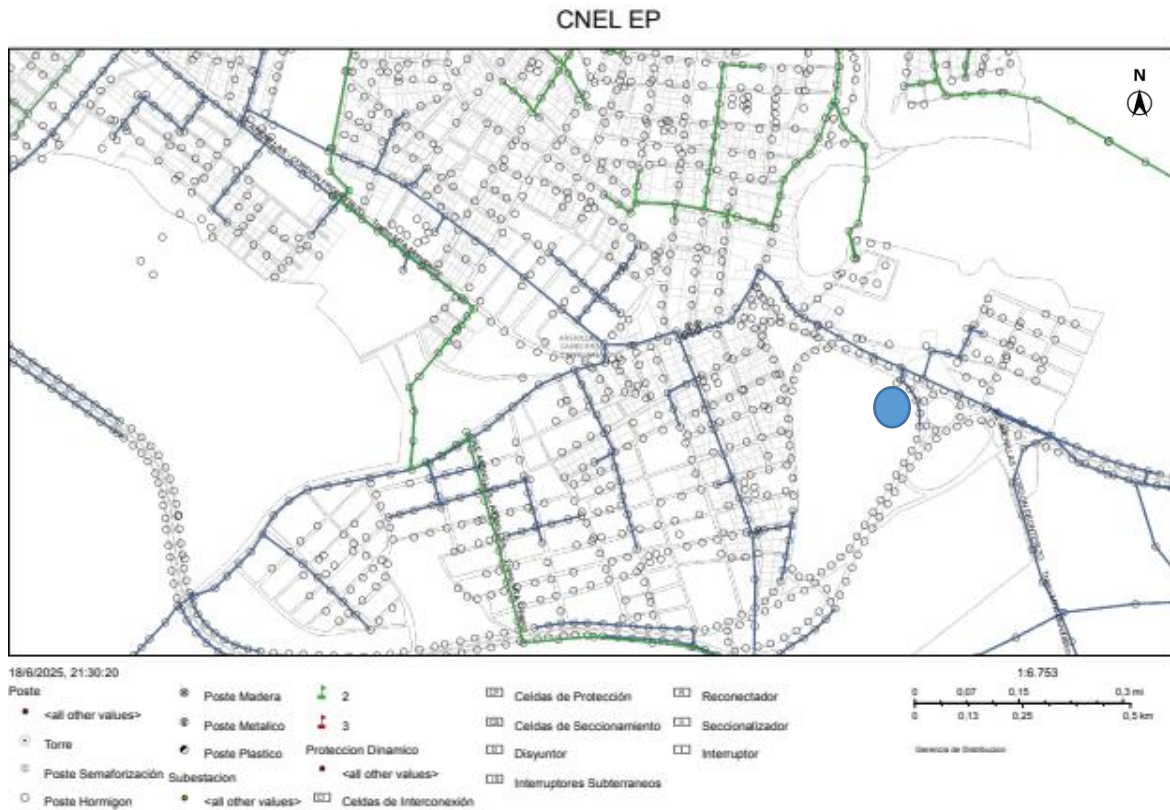 CNEL EP
N
ARENILLAS
CABECERA
CANTONAL
18/6/2025, 21:30:20
1:6.753
Poste
<all other values>
Torre
Poste Semaforización
Poste Hormigon
Poste Madera
Poste Metalico
Poste Plastico
Subestacion
<all other values>
2
3
Proteccion Dinamico
<all other values>
Celdas de Interconexión
Celdas de Protección
Celdas de Seccionamiento
Disyuntor
Interruptores Subterraneos
Reconectador
Seccionalizador
Interruptor
0 0,07 0,15 0,3 mi
0 0,13 0,25 0,5 km
Gerencia de Distribucion